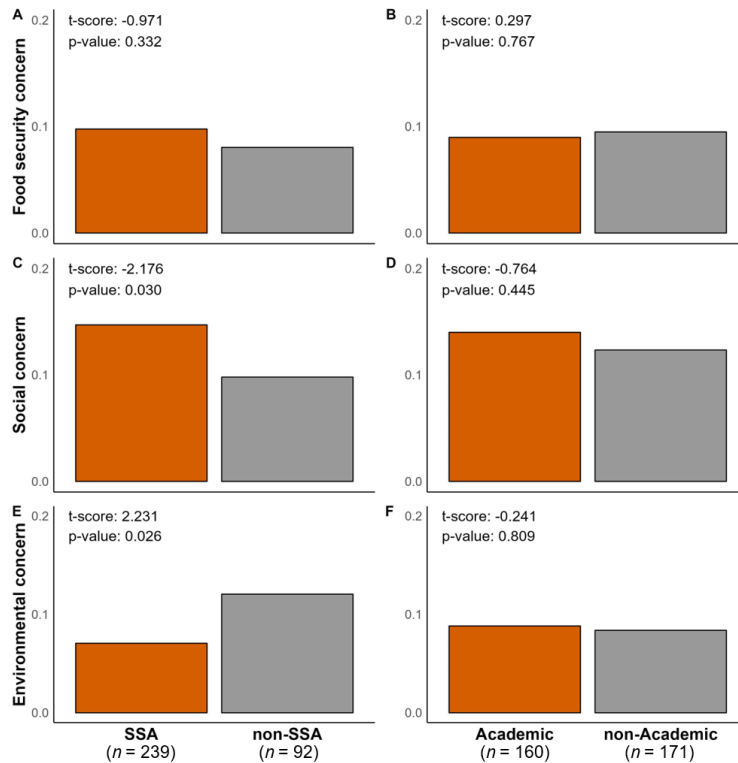 A
0.2
t-score: -0.971
p-value: 0.332
0.1
0.0
Food security concern
B
0.2
t-score: 0.297
p-value: 0.767
0.1
0.0
C
0.2
t-score: -2.176
p-value: 0.030
0.1
0.0
Social concern
D
0.2
t-score: -0.764
p-value: 0.445
0.1
0.0
E
0.2
t-score: 2.231
p-value: 0.026
0.1
0.0
Environmental concern
F
0.2
t-score: -0.241
p-value: 0.809
0.1
0.0
SSA
(n = 239)
non-SSA
(n = 92)
Academic
(n = 160)
non-Academic
(n = 171)